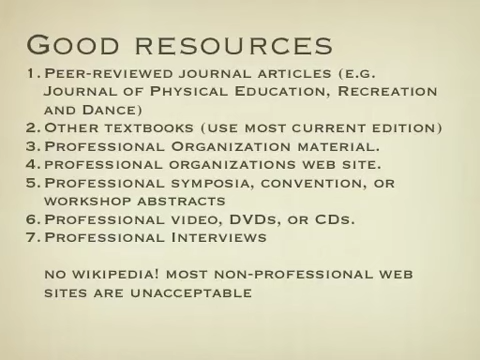 Good resources
1. Peer-reviewed journal articles (e.g.
Journal of Physical Education, Recreation
and Dance)
2. Other textbooks (use most current edition)
3. Professional Organization material.
4. professional organizations web site.
5. Professional symposia, convention, or
workshop abstracts
6. Professional video, DVDs, or CDs.
7. Professional Interviews
no wikipedia! most non-professional web
sites are unacceptable